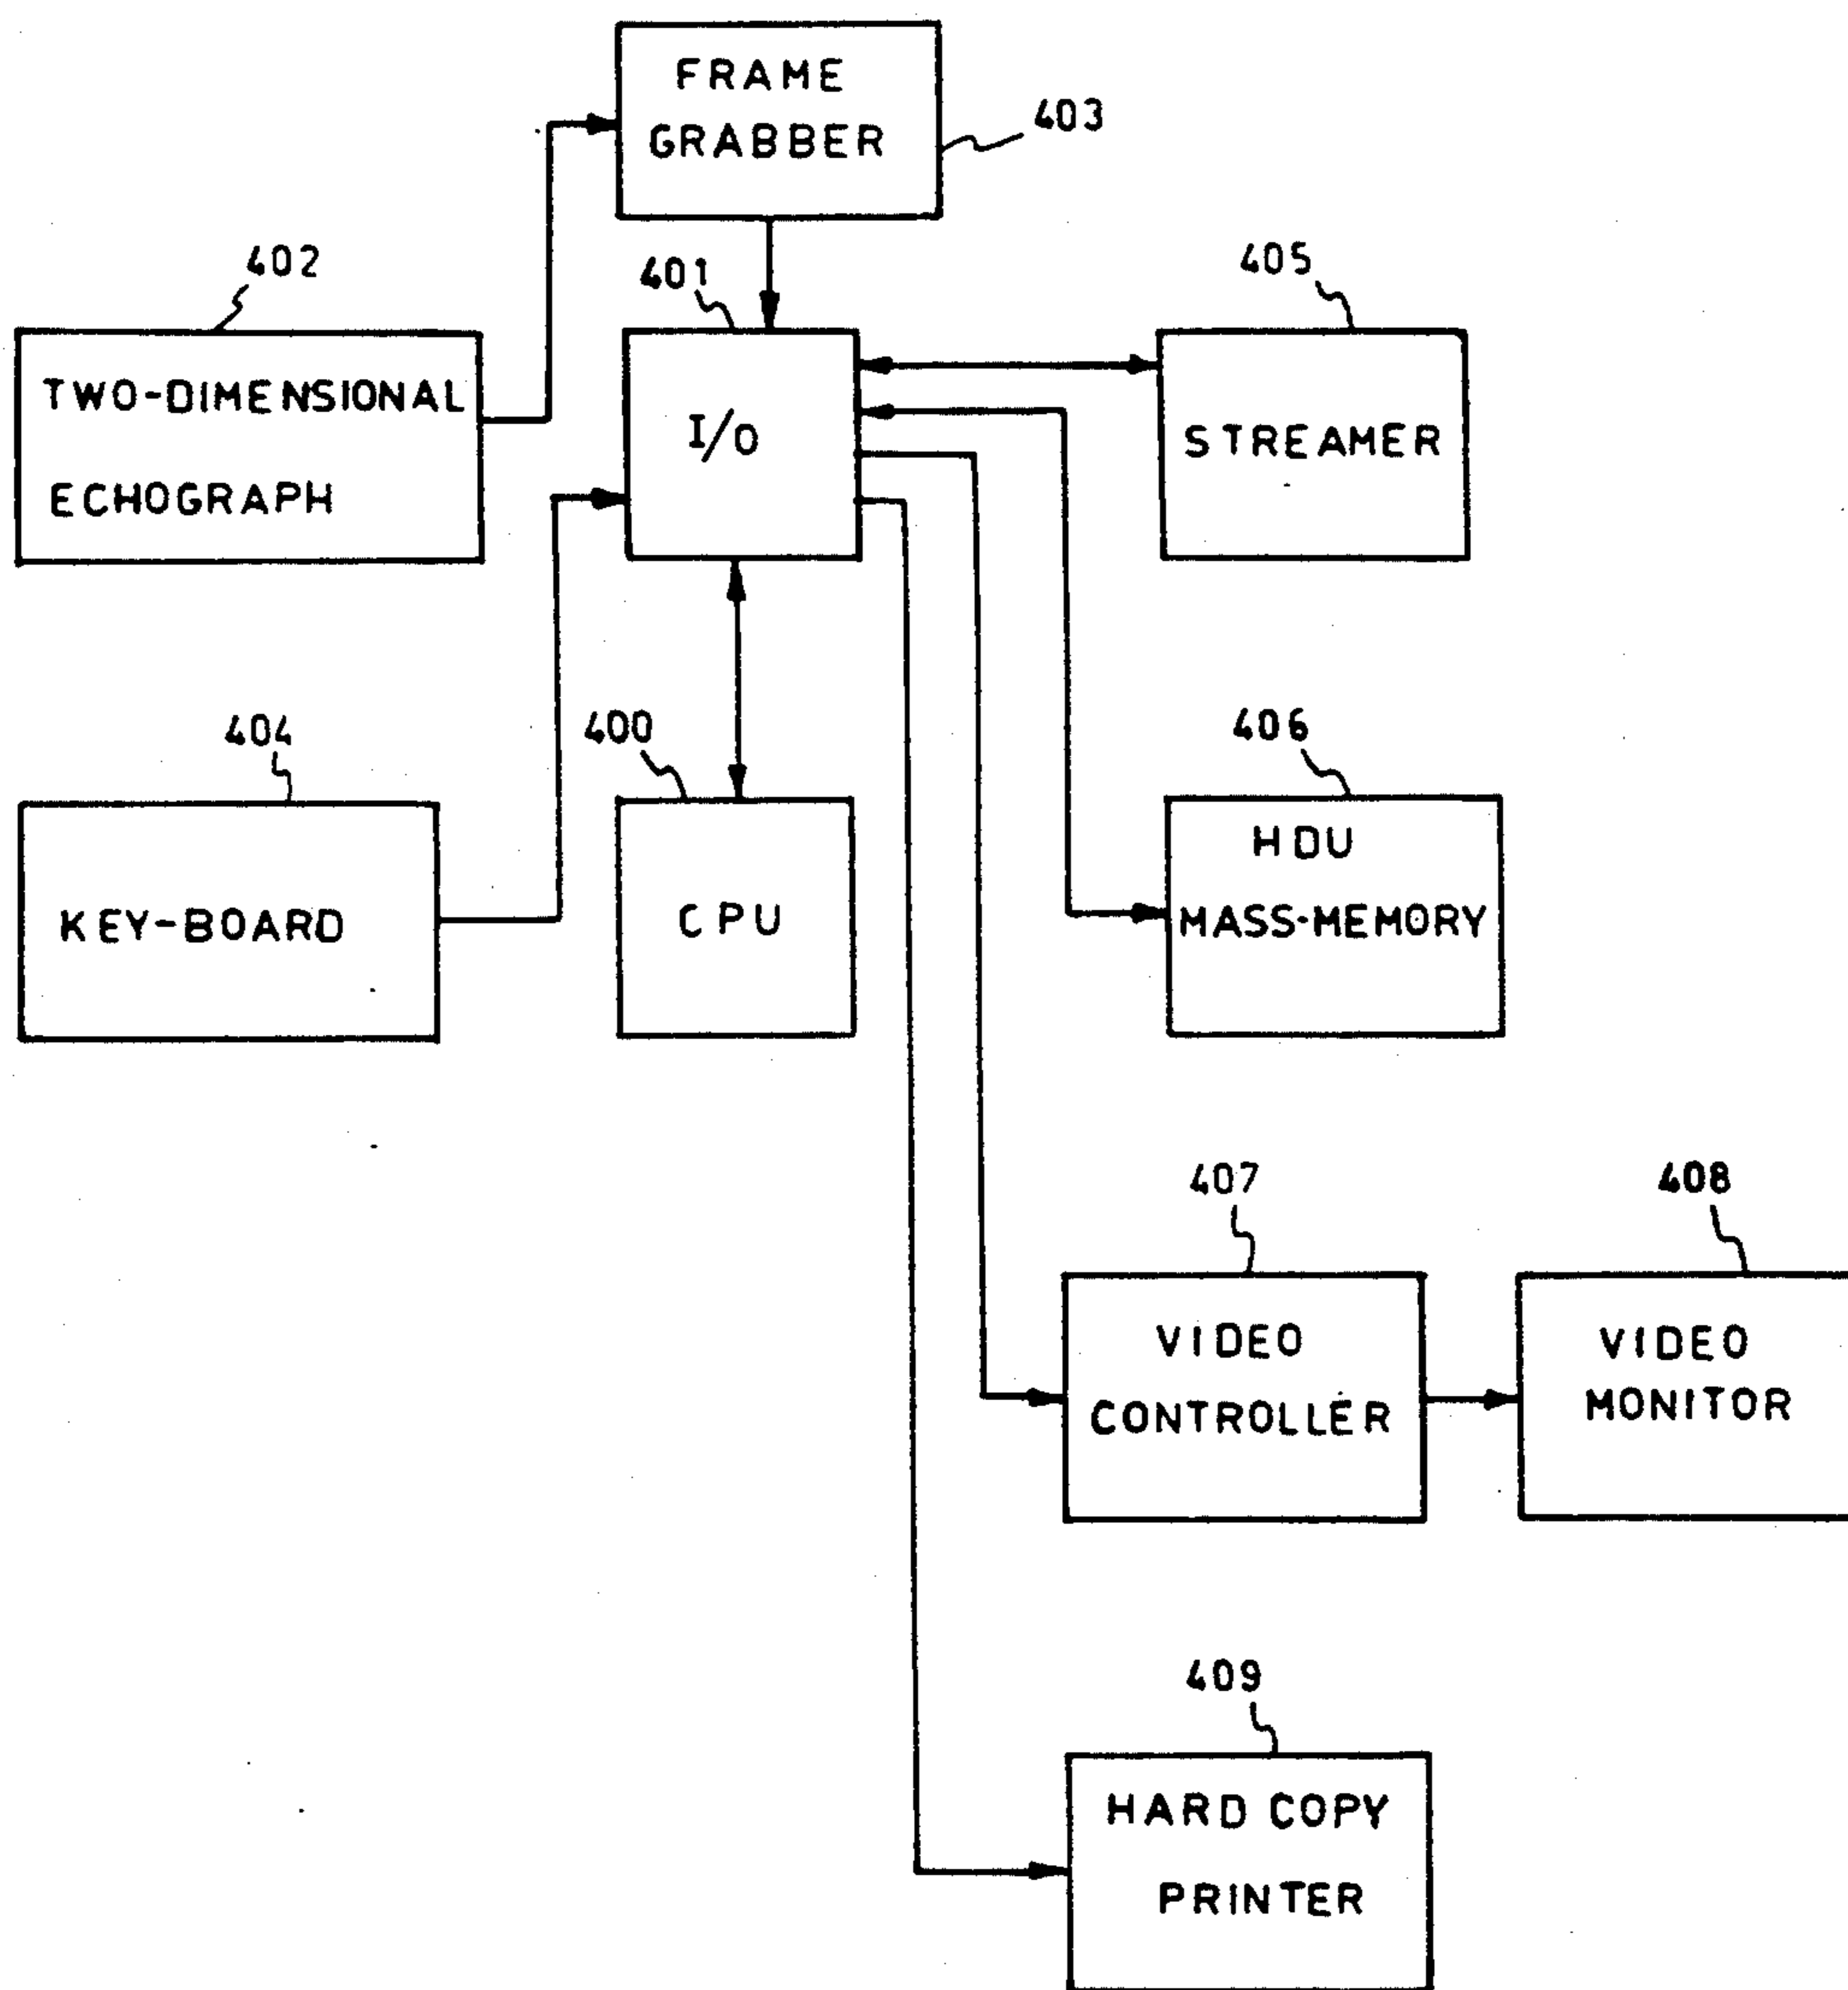 FRAME
GRABBER
403
402
401
405
TWO-DIMENSIONAL
ECHOGRAPH
I/O
STREAMER
404
400
406
KEY-BOARD
CPU
HDU
MASS-MEMORY
407
408
VIDEO
CONTROLLER
VIDEO
MONITOR
409
HARD COPY
PRINTER